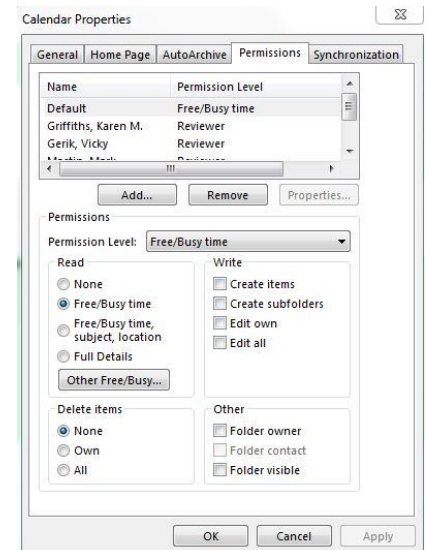 Calendar Properties
General Home Page AutoArchive Permissions Synchronization
Name Permission Level
Default Free/Busy time
Griffiths, Karen M. Reviewer
Gerik, Vicky Reviewer
Add... Remove Properties...
Permissions
Permission Level: Free/Busy time
Read Write
None Create items
Free/Busy time Create subfolders
Free/Busy time, Edit own
subject, location Edit all
Full Details
Other Free/Busy...
Delete items Other
None Folder owner
Own Folder contact
All Folder visible
OK Cancel Apply